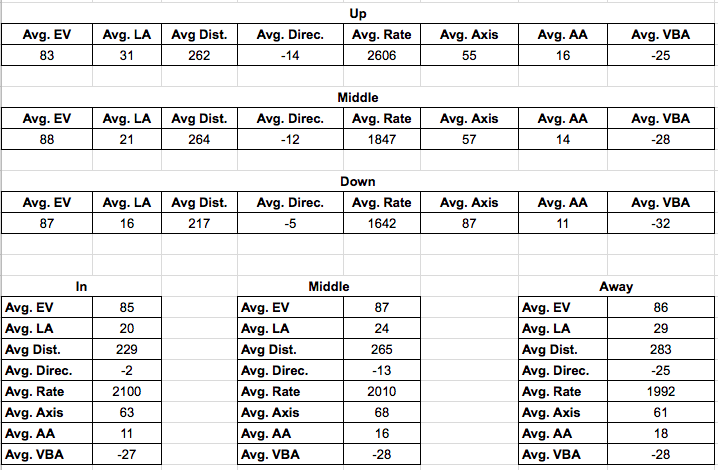 Up
Avg. EV Avg. LA Avg Dist. Avg. Direc. Avg. Rate Avg. Axis Avg. AA Avg. VBA
83 31 262 -14 2606 55 16 -25
Middle
Avg. EV Avg. LA Avg Dist. Avg. Direc. Avg. Rate Avg. Axis Avg. AA Avg. VBA
88 21 264 -12 1847 57 14 -28
Down
Avg. EV Avg. LA Avg Dist. Avg. Direc. Avg. Rate Avg. Axis Avg. AA Avg. VBA
87 16 217 -5 1642 87 11 -32
In Middle Away
Avg. EV 85 Avg. EV 87 Avg. EV 86
Avg. LA 20 Avg. LA 24 Avg. LA 29
Avg Dist. 229 Avg Dist. 265 Avg Dist. 283
Avg. Direc. -2 Avg. Direc. -13 Avg. Direc. -25
Avg. Rate 2100 Avg. Rate 2010 Avg. Rate 1992
Avg. Axis 63 Avg. Axis 68 Avg. Axis 61
Avg. AA 11 Avg. AA 16 Avg. AA 18
Avg. VBA -27 Avg. VBA -28 Avg. VBA -28